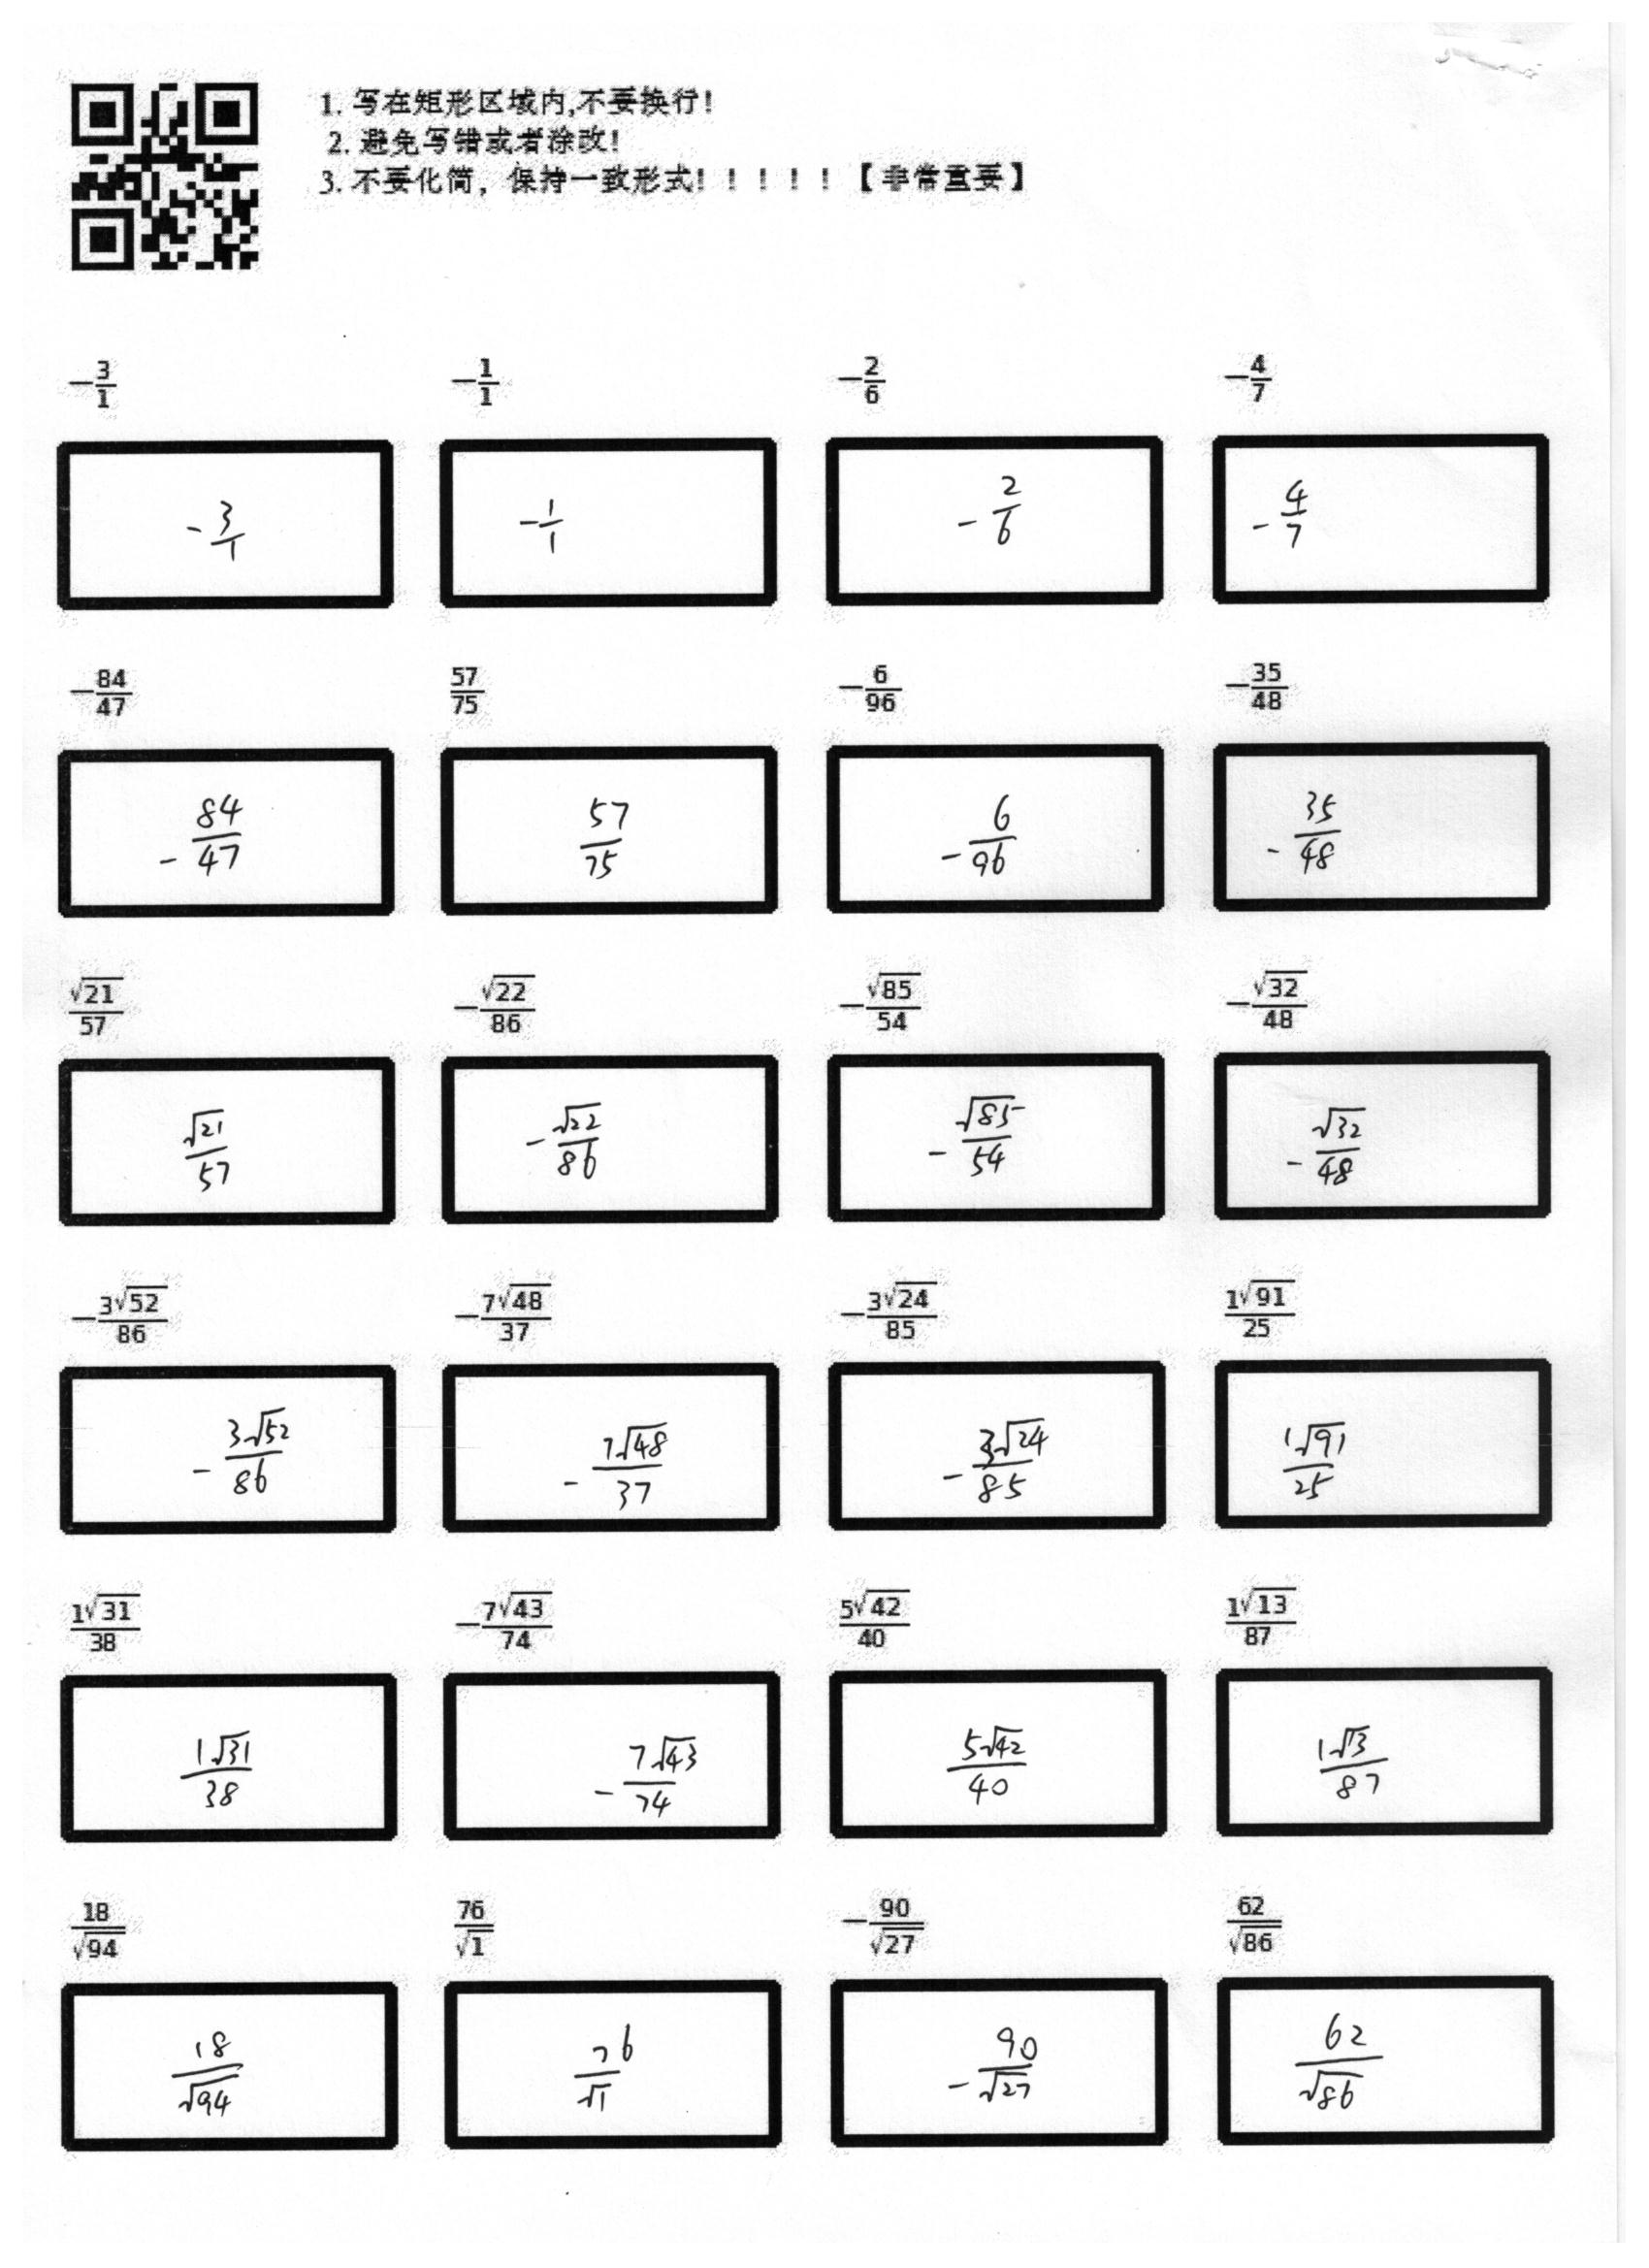 1. 写在矩形区域内,不要换行!
2. 避免写错或者涂改!
3. 不要化简，保持一致形式！！！！！【非常重要】
-\frac{3}{1} -\frac{1}{1} -\frac{2}{6} -\frac{4}{7}
-\frac{3}{1} -\frac{1}{1} -\frac{2}{6} -\frac{4}{7}
-\frac{84}{47} \frac{57}{75} -\frac{6}{96} -\frac{35}{48}
-\frac{84}{47} \frac{57}{75} -\frac{6}{96} -\frac{35}{48}
\frac{\sqrt{21}}{57} -\frac{\sqrt{22}}{86} -\frac{\sqrt{85}}{54} -\frac{\sqrt{32}}{48}
\frac{\sqrt{21}}{57} -\frac{\sqrt{22}}{86} -\frac{\sqrt{85}}{54} -\frac{\sqrt{32}}{48}
-\frac{3\sqrt{52}}{86} -\frac{7\sqrt{48}}{37} -\frac{3\sqrt{24}}{85} \frac{1\sqrt{91}}{25}
-\frac{3\sqrt{52}}{86} -\frac{7\sqrt{48}}{37} -\frac{3\sqrt{24}}{85} \frac{1\sqrt{91}}{25}
\frac{1\sqrt{31}}{38} -\frac{7\sqrt{43}}{74} \frac{5\sqrt{42}}{40} \frac{1\sqrt{13}}{87}
\frac{1\sqrt{31}}{38} -\frac{7\sqrt{43}}{74} \frac{5\sqrt{42}}{40} \frac{1\sqrt{13}}{87}
\frac{18}{\sqrt{94}} \frac{76}{\sqrt{1}} -\frac{90}{\sqrt{27}} \frac{62}{\sqrt{86}}
\frac{18}{\sqrt{94}} \frac{76}{\sqrt{1}} -\frac{90}{\sqrt{27}} \frac{62}{\sqrt{86}}